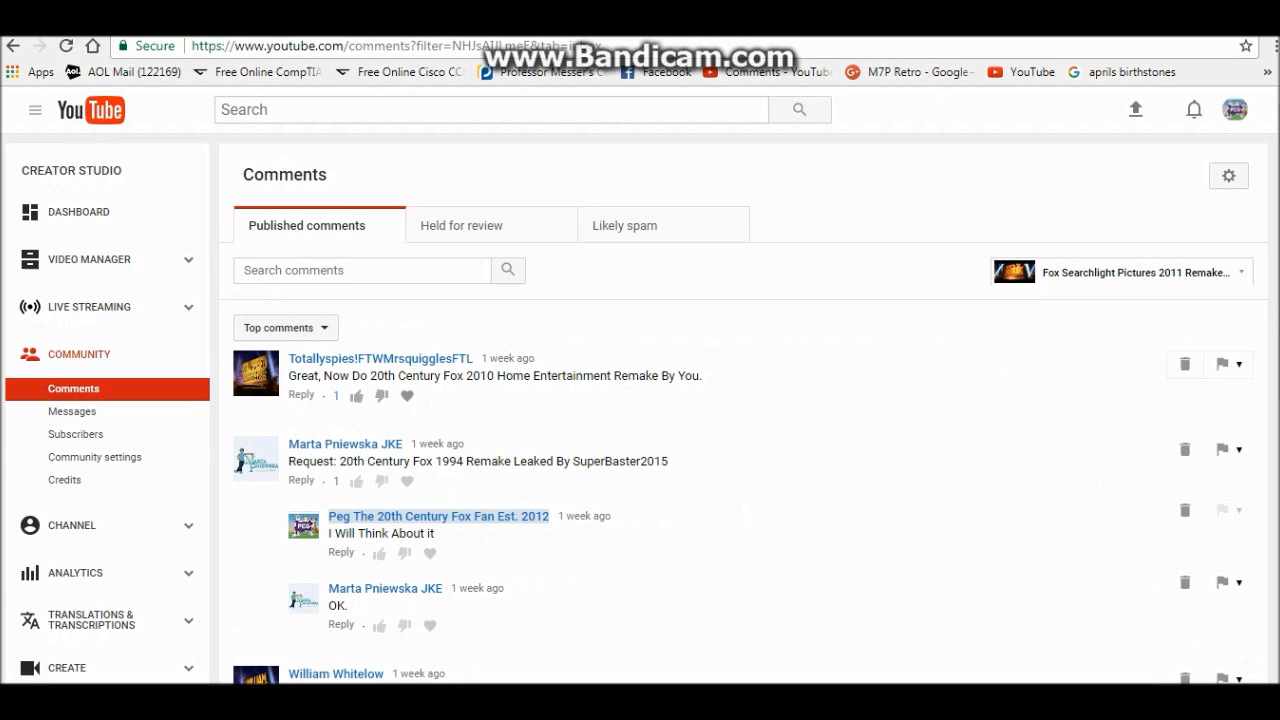 www.Bandicam.com
Secure https://www.youtube.com/comments?filter=NHJsAIJLmeE&tab=inbox
Apps AOL Mail (122169) Free Online CompTIA Free Online Cisco CC Professor Messer's C Facebook Comments - YouTube M7P Retro - Google+ YouTube aprils birthstones »
YouTube Search
CREATOR STUDIO
DASHBOARD
VIDEO MANAGER
LIVE STREAMING
COMMUNITY
Comments
Messages
Subscribers
Community settings
Credits
CHANNEL
ANALYTICS
TRANSLATIONS &
TRANSCRIPTIONS
CREATE
Comments
Published comments Held for review Likely spam
Search comments Fox Searchlight Pictures 2011 Remake...
Top comments
Totallyspies!FTWMrsquigglesFTL 1 week ago
Great, Now Do 20th Century Fox 2010 Home Entertainment Remake By You.
Reply · 1
Marta Pniewska JKE 1 week ago
Request: 20th Century Fox 1994 Remake Leaked By SuperBaster2015
Reply · 1
Peg The 20th Century Fox Fan Est. 2012 1 week ago
I Will Think About it
Reply ·
Marta Pniewska JKE 1 week ago
OK.
Reply ·
William Whitelow 1 week ago